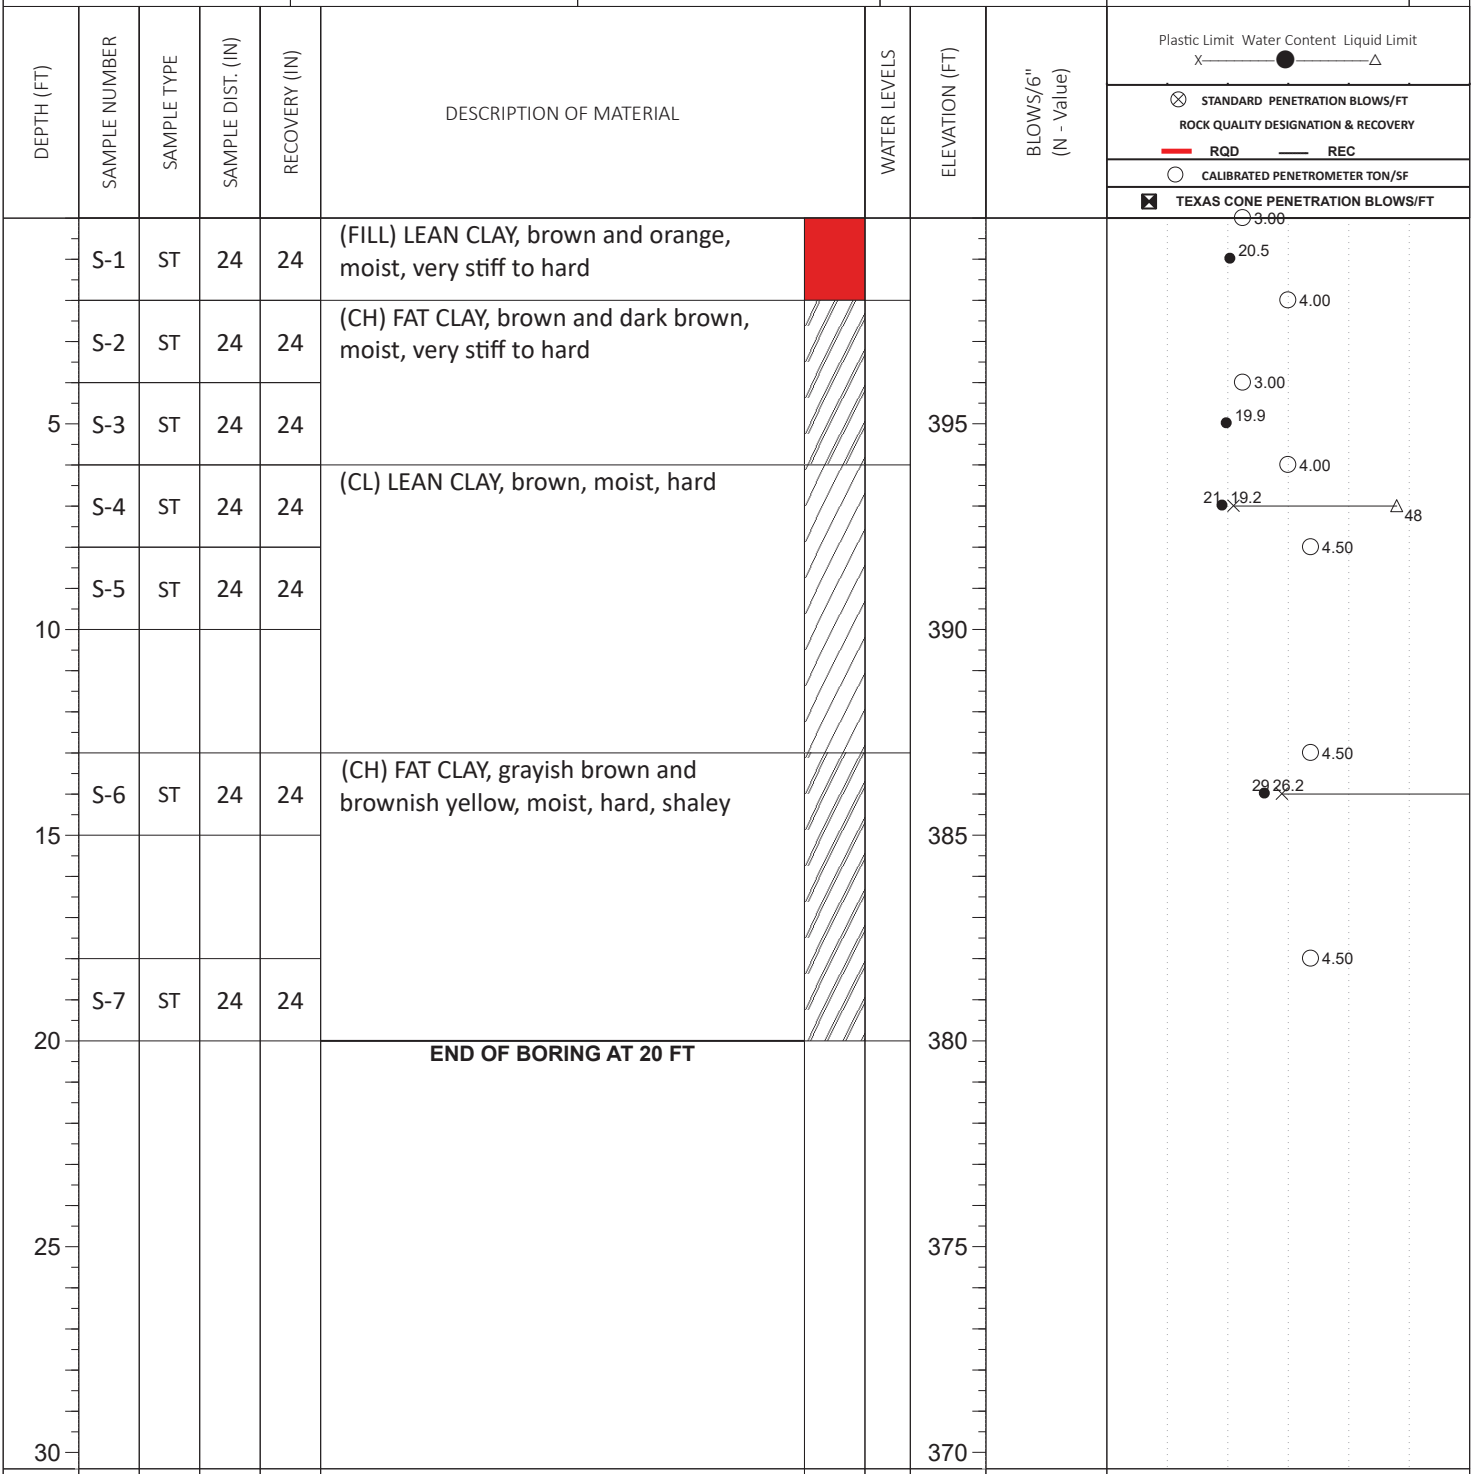 DEPTH (FT)
SAMPLE NUMBER
SAMPLE TYPE
SAMPLE DIST. (IN)
RECOVERY (IN)
DESCRIPTION OF MATERIAL
WATER LEVELS
ELEVATION (FT)
BLOWS/6"
(N - Value)
Plastic Limit Water Content Liquid Limit
X
STANDARD PENETRATION BLOWS/FT
ROCK QUALITY DESIGNATION & RECOVERY
RQD REC
CALIBRATED PENETROMETER TON/SF
TEXAS CONE PENETRATION BLOWS/FT
3.00
(FILL) LEAN CLAY, brown and orange,
moist, very stiff to hard
S-1 ST 24 24
20.5
4.00
(CH) FAT CLAY, brown and dark brown,
moist, very stiff to hard
S-2 ST 24 24
3.00
5 S-3 ST 24 24 395
19.9
4.00
(CL) LEAN CLAY, brown, moist, hard
S-4 ST 24 24
21 19.2
48
4.50
S-5 ST 24 24
10 390
4.50
(CH) FAT CLAY, grayish brown and
brownish yellow, moist, hard, shaley
S-6 ST 24 24
29 26.2
15 385
4.50
S-7 ST 24 24
20 380
END OF BORING AT 20 FT
25 375
30 370